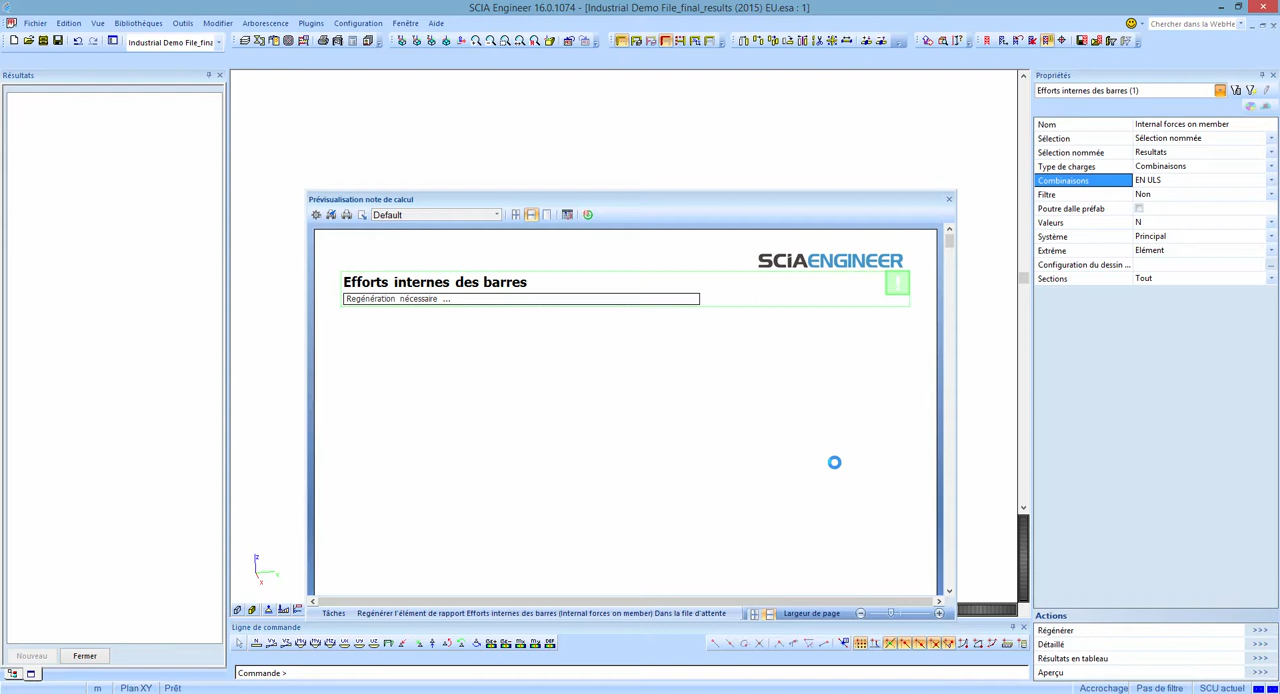 SCIA Engineer 16.0.1074 - [Industrial Demo File_final_results (2015) EU.esa : 1]
Fichier Edition Vue Bibliothèques Outils Modifier Arborescence Plugins Configuration Fenêtre Aide
Chercher dans la WebHe
Industrial Demo File_fina
Résultats
Propriétés
Efforts internes des barres (1)
Nom Internal forces on member
Sélection Sélection nommée
Sélection nommée Resultats
Type de charges Combinaisons
Combinaisons EN ULS
Filtre Non
Poutre dalle préfab
Valeurs N
Système Principal
Extrême Elément
Configuration du dessin ... ...
Sections Tout
Prévisualisation note de calcul
Default
SCiAENGINEER
Efforts internes des barres
Regénération nécessaire ...
!
z
y
x
Tâches Regénérer l'élément de rapport Efforts internes des barres (Internal forces on member) Dans la file d'attente Largeur de page
Ligne de commande
Actions
Régénérer >>>
Détaillé >>>
Résultats en tableau >>>
Aperçu >>>
Nouveau Fermer
Commande >
m Plan XY Prêt
Accrochage Pas de filtre SCU actuel